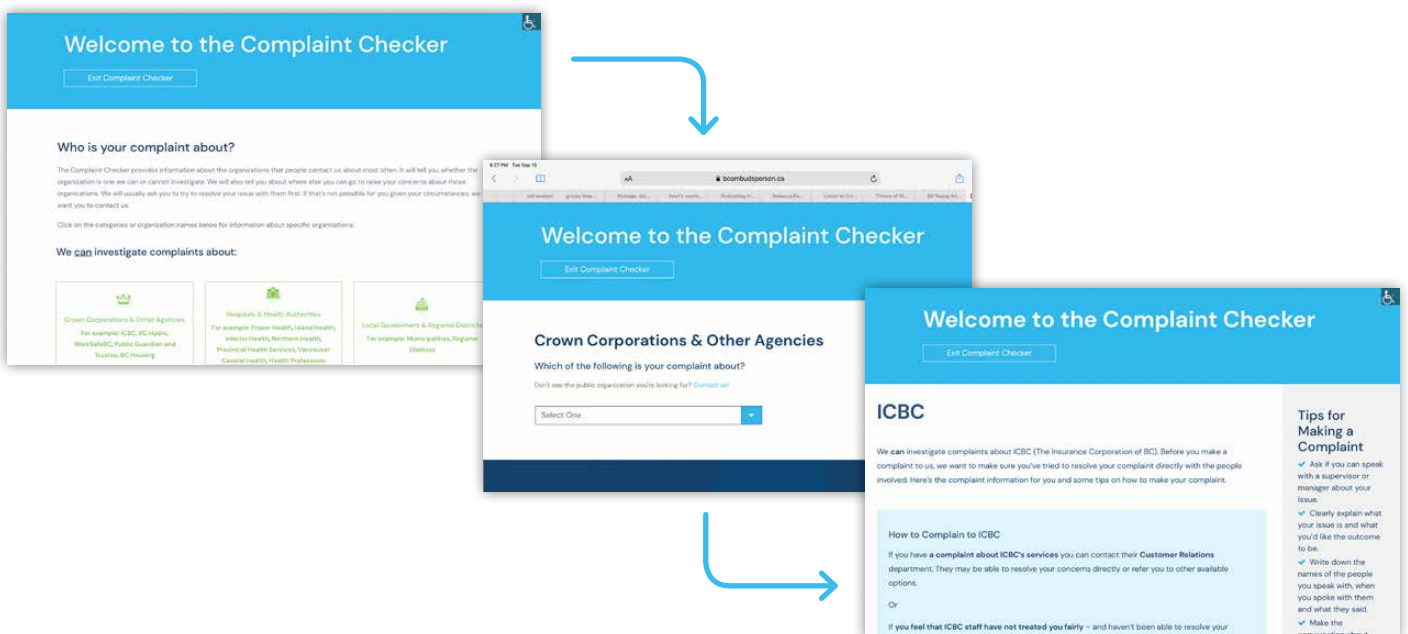 Welcome to the Complaint Checker
Exit Complaint Checker
Who is your complaint about?
The Complaint Checker provides information about the organizations that people contact us about most often. It will tell you whether the
organization is one we can or cannot investigate. We will also tell you about where else you can go to raise your concerns about those
organizations. We will usually ask you to try to resolve your issue with them first. If that's not possible for you given your circumstances, we
want you to contact us.
Click on the categories or organization names below for information about specific organizations:
We can investigate complaints about:
Crown Corporations & Other Agencies
For example: ICBC, BC Hydro,
WorkSafeBC, Public Guardian and
Trustee, BC Housing
Hospitals & Health Authorities
For example: Fraser Health, Island Health,
Interior Health, Northern Health,
Provincial Health Services, Vancouver
Coastal Health, Health Professions
Local Government & Regional Districts
For example: Municipalities, Regional
Districts
8:27 PM Tue Sep 15
AA
bcombudsperson.ca
Welcome to the Complaint Checker
Exit Complaint Checker
Crown Corporations & Other Agencies
Which of the following is your complaint about?
Don't see the public organization you're looking for? Contact us!
Select One
Welcome to the Complaint Checker
Exit Complaint Checker
ICBC
We can investigate complaints about ICBC (The Insurance Corporation of BC). Before you make a
complaint to us, we want to make sure you've tried to resolve your complaint directly with the people
involved. Here's the complaint information for you and some tips on how to make your complaint.
How to Complain to ICBC
If you have a complaint about ICBC's services you can contact their Customer Relations
department. They may be able to resolve your concerns directly or refer you to other available
options.
Or
If you feel that ICBC staff have not treated you fairly – and haven't been able to resolve your
Tips for
Making a
Complaint
Ask if you can speak
with a supervisor or
manager about your
issue.
Clearly explain what
your issue is and what
you'd like the outcome
to be.
Write down the
names of the people
you speak with, when
you spoke with them
and what they said.
Make the